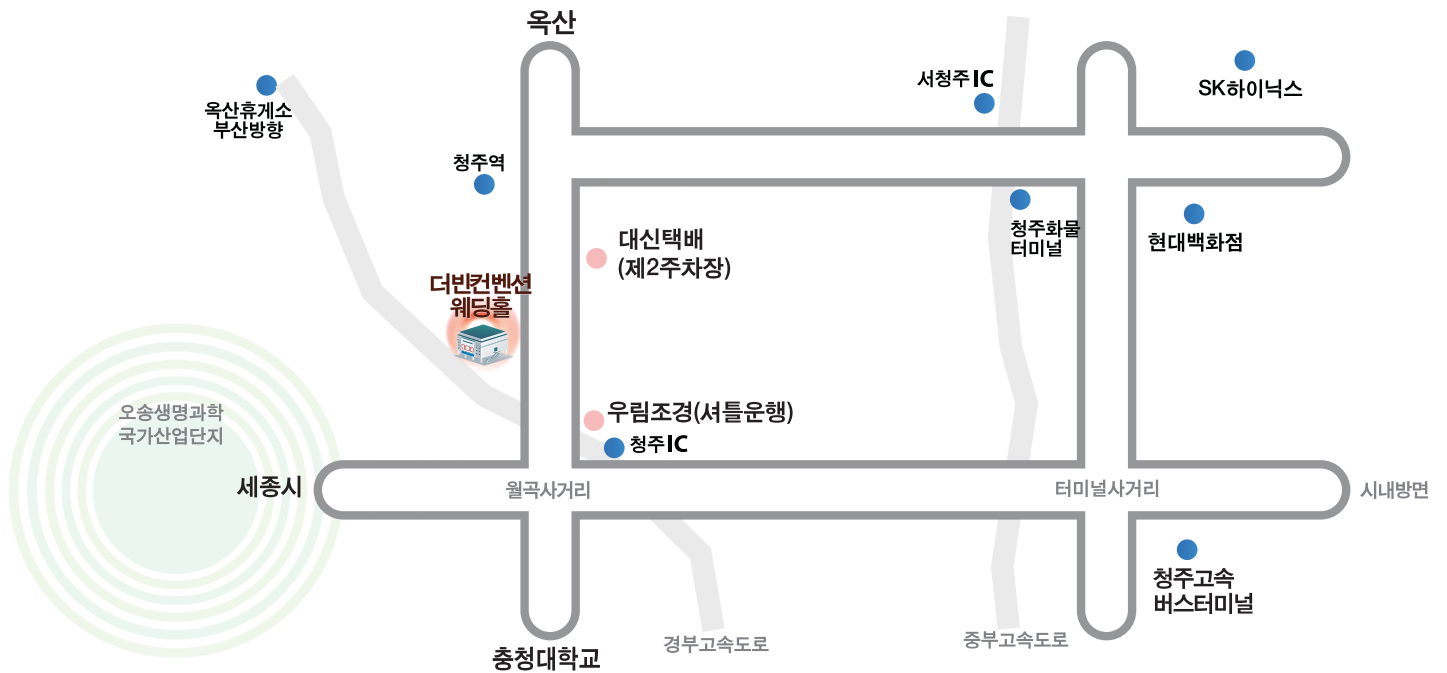 옥산
서청주 IC
SK하이닉스
옥산휴게소
부산방향
청주역
청주화물
터미널
현대백화점
대신택배
(제2주차장)
더빈컨벤션
웨딩홀
오송생명과학
국가산업단지
우림조경(셔틀운행)
청주 IC
세종시
월곡사거리
터미널사거리
시내방면
청주고속
버스터미널
충청대학교
경부고속도로
중부고속도로